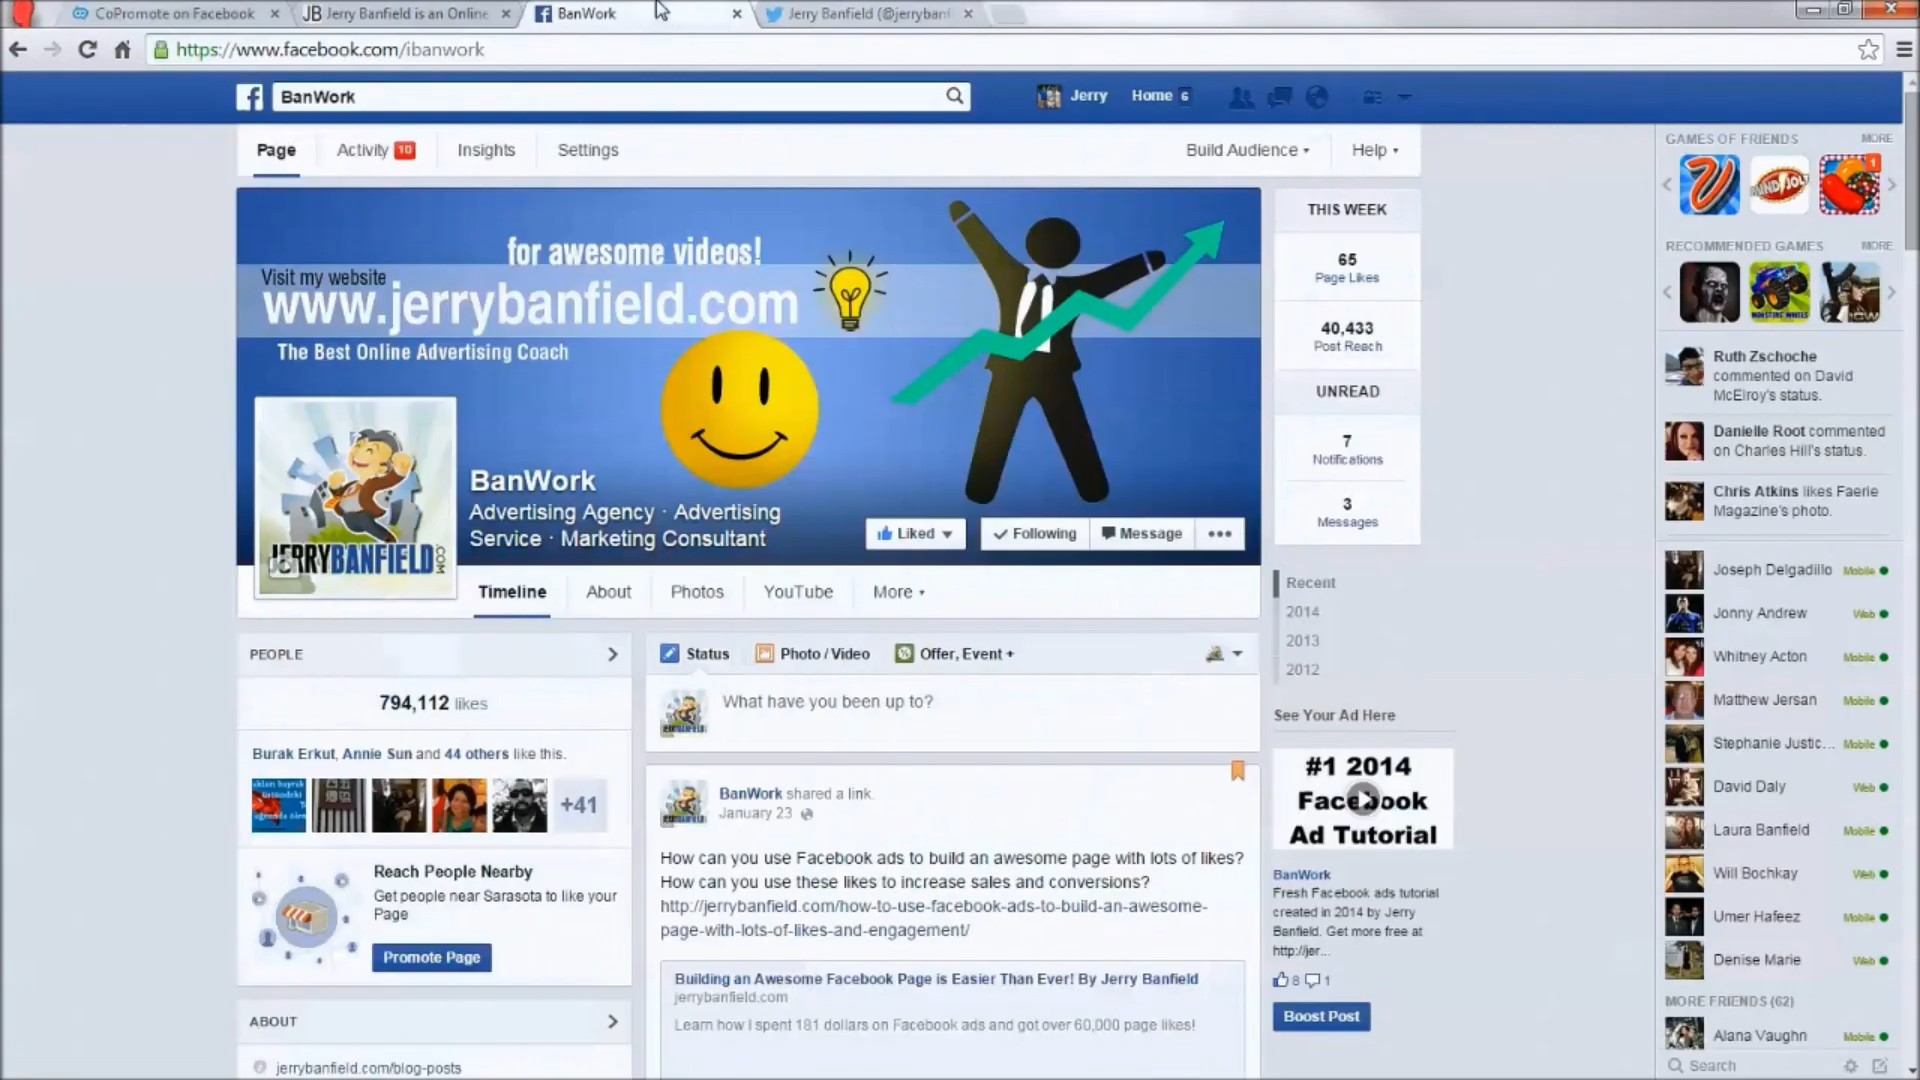 CoPromote on Facebook
JB Jerry Banfield is an Online
BanWork
Jerry Banfield (@jerryban
https://www.facebook.com/ibanwork
BanWork
Jerry
Home 6
Page
Activity 10
Insights
Settings
Build Audience
Help
for awesome videos!
Visit my website
www.jerrybanfield.com
The Best Online Advertising Coach
JERRYBANFIELD.COM
BanWork
Advertising Agency · Advertising
Service · Marketing Consultant
Liked
Following
Message
Timeline
About
Photos
YouTube
More
THIS WEEK
65
Page Likes
40,433
Post Reach
UNREAD
7
Notifications
3
Messages
Recent
2014
2013
2012
PEOPLE
794,112 likes
Burak Erkut, Annie Sun and 44 others like this.
+41
Reach People Nearby
Get people near Sarasota to like your
Page
Promote Page
ABOUT
jerrybanfield.com/blog-posts
Status
Photo / Video
Offer, Event +
What have you been up to?
BanWork shared a link.
January 23
How can you use Facebook ads to build an awesome page with lots of likes?
How can you use these likes to increase sales and conversions?
http://jerrybanfield.com/how-to-use-facebook-ads-to-build-an-awesome-
page-with-lots-of-likes-and-engagement/
Building an Awesome Facebook Page is Easier Than Ever! By Jerry Banfield
jerrybanfield.com
Learn how I spent 181 dollars on Facebook ads and got over 60,000 page likes!
See Your Ad Here
#1 2014
Facebook
Ad Tutorial
BanWork
Fresh Facebook ads tutorial
created in 2014 by Jerry
Banfield. Get more free at
http://jer...
8 1
Boost Post
GAMES OF FRIENDS
MORE
MINDJOLT
1
RECOMMENDED GAMES
MORE
Ruth Zschoche
commented on David
McElroy's status.
Danielle Root commented
on Charles Hill's status.
Chris Atkins likes Faerie
Magazine's photo.
Joseph Delgadillo Mobile
Jonny Andrew Web
Whitney Acton Mobile
Matthew Jersan Mobile
Stephanie Justic... Mobile
David Daly Web
Laura Banfield Mobile
Will Bochkay Web
Umer Hafeez Mobile
Denise Marie Web
MORE FRIENDS (62)
Alana Vaughn Mobile
Search